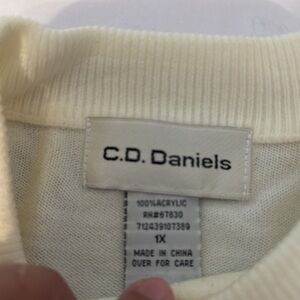 C.D. Daniels
100%ACRYLIC
RN#67830
712439107389
1X
MADE IN CHINA
OVER FOR CARE